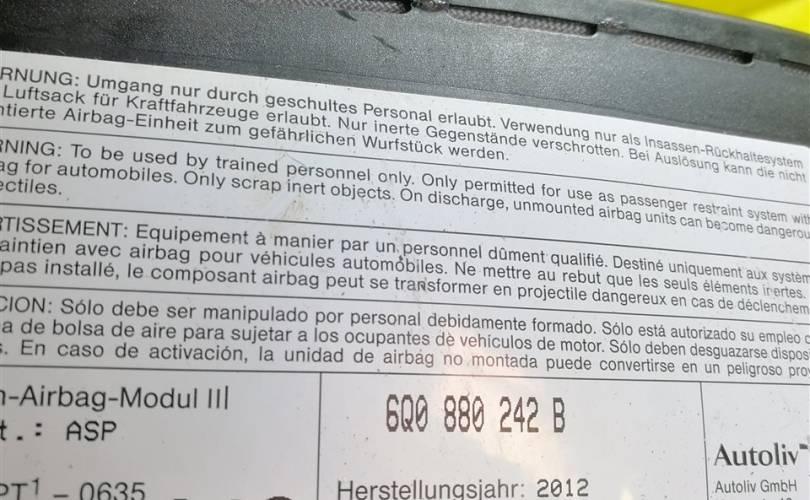 RNUNG: Umgang nur durch geschultes Personal erlaubt. Verwendung nur als Insassen-Rückhaltesystem
Luftsack für Kraftfahrzeuge erlaubt. Nur inerte Gegenstände verschrotten. Bei Auslösung kann die nicht
ntierte Airbag-Einheit zum gefährlichen Wurfstück werden.
RNING: To be used by trained personnel only. Only permitted for use as passenger restraint system with
ag for automobiles. Only scrap inert objects. On discharge, unmounted airbag units can become dangerou
ectiles.
RTISSEMENT: Equipement à manier par un personnel dûment qualifié. Destiné uniquement aux systèm
aintien avec airbag pour véhicules automobiles. Ne mettre au rebut que les seuls éléments inertes.
pas installé, le composant airbag peut se transformer en projectile dangereux en cas de déclenchem
CION: Sólo debe ser manipulado por personal debidamente formado. Sólo está autorizado su empleo c
a de bolsa de aire para sujetar a los ocupantes de vehículos de motor. Sólo deben desguazarse disposi
s. En caso de activación, la unidad de airbag no montada puede convertirse en un peligroso pro
n-Airbag-Modul III
t.: ASP
PT1 - 0635
6Q0 880 242 B
Herstellungsjahr: 2012
Autoliv
Autoliv GmbH